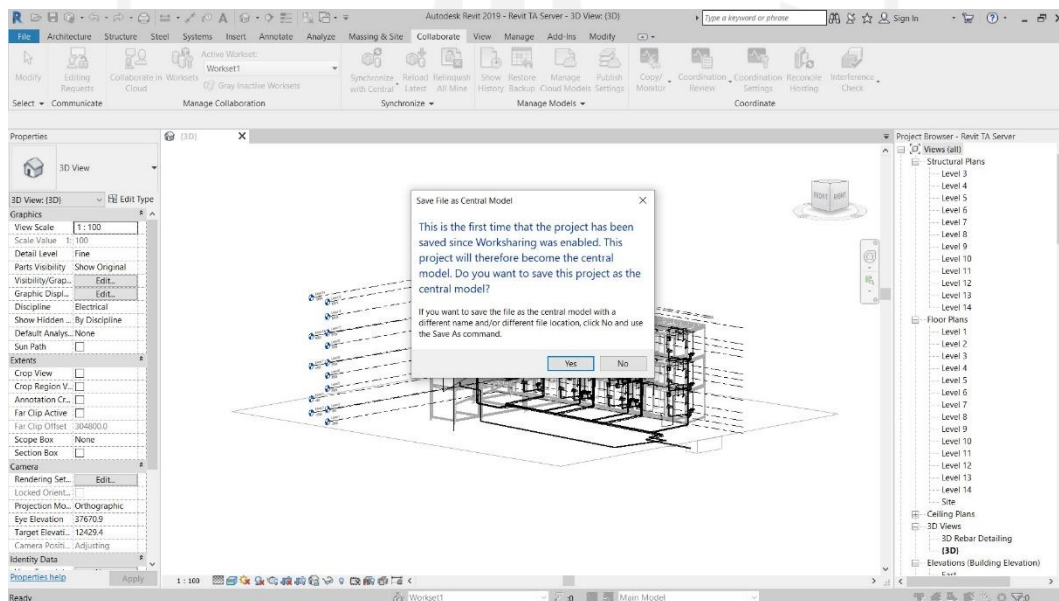 Autodesk Revit 2019 - Revit TA Server - 3D View: {3D}
Type a keyword or phrase
Sign In
File Architecture Structure Steel Systems Insert Annotate Analyze Massing & Site Collaborate View Manage Add-Ins Modify
Modify
Editing Requests
Collaborate in Cloud
Worksets
Active Workset:
Workset1
Gray Inactive Worksets
Synchronize with Central
Reload Latest
Relinquish All Mine
Show History
Restore Backup
Manage Cloud Models
Publish Settings
Copy/ Monitor
Coordination Review
Coordination Settings
Reconcile Hosting
Interference Check
Select Communicate Manage Collaboration Synchronize Manage Models Coordinate
Properties
3D View
3D View: {3D} Edit Type
Graphics
View Scale 1 : 100
Scale Value 1: 100
Detail Level Fine
Parts Visibility Show Original
Visibility/Grap... Edit...
Graphic Displ... Edit...
Discipline Electrical
Show Hidden ... By Discipline
Default Analys... None
Sun Path
Extents
Crop View
Crop Region V...
Annotation Cr...
Far Clip Active
Far Clip Offset 304800.0
Scope Box None
Section Box
Camera
Rendering Set... Edit...
Locked Orient...
Projection Mo... Orthographic
Eye Elevation 37670.9
Target Elevati... 12429.4
Camera Positi... Adjusting
Identity Data
Properties help Apply
{3D}
Save File as Central Model
This is the first time that the project has been
saved since Worksharing was enabled. This
project will therefore become the central
model. Do you want to save this project as the
central model?
If you want to save the file as the central model with a
different name and/or different file location, click No and use
the Save As command.
Yes No
FRONT RIGHT
Project Browser - Revit TA Server
Views (all)
Structural Plans
Level 3
Level 4
Level 5
Level 6
Level 7
Level 8
Level 9
Level 10
Level 11
Level 12
Level 13
Level 14
Floor Plans
Level 1
Level 2
Level 3
Level 4
Level 5
Level 6
Level 7
Level 8
Level 9
Level 10
Level 11
Level 12
Level 13
Level 14
Site
Ceiling Plans
3D Views
3D Rebar Detailing
{3D}
Elevations (Building Elevation)
East
1 : 100
Ready
Workset1
:0
Main Model
:0